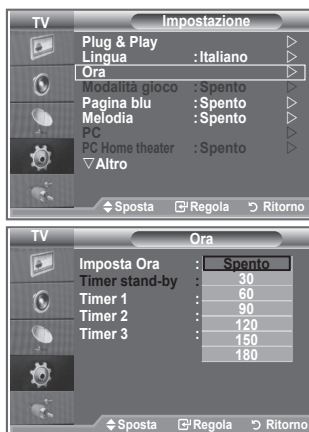 TV
Impostazione
Plug & Play
Lingua : Italiano
Ora
Modalità gioco : Spento
Pagina blu : Spento
Melodia : Spento
PC
PC Home theater : Spento
▽Altro
Sposta Regola Ritorno
TV
Ora
Imposta Ora : Spento
Timer stand-by : 30
Timer 1 : 60
90
Timer 2 : 120
Timer 3 : 150
180
Sposta Regola Ritorno